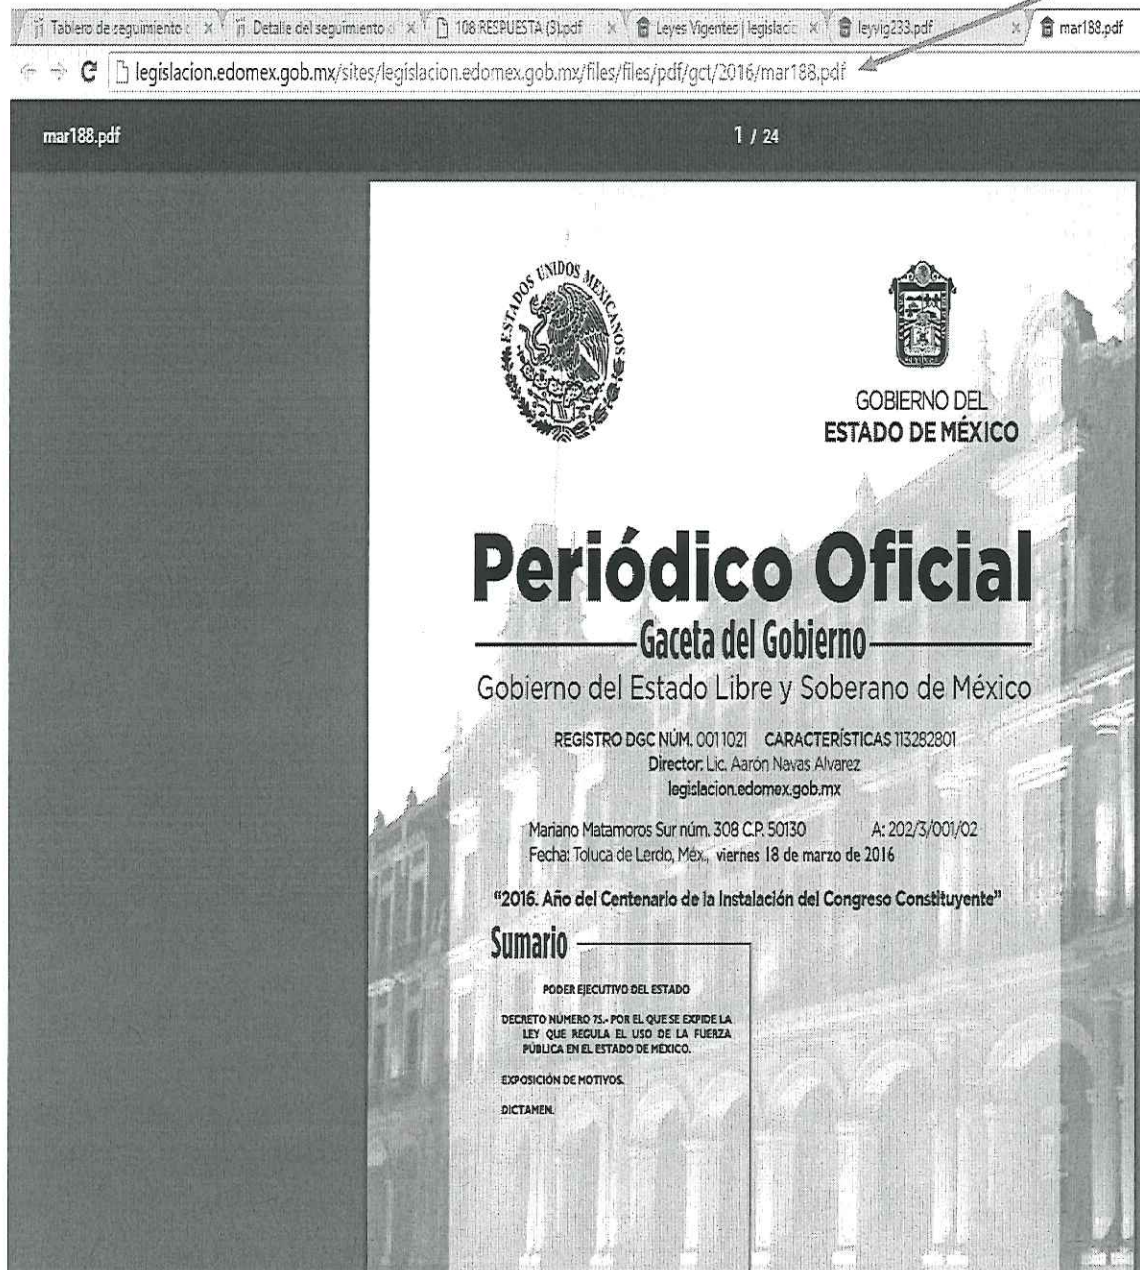 Tablero de seguimiento
Detalle del seguimiento
108 RESPUESTA (3).pdf
Leyes Vigentes | legislacic
leyvig233.pdf
mar188.pdf
legislacion.edomex.gob.mx/sites/legislacion.edomex.gob.mx/files/files/pdf/gct/2016/mar188.pdf
mar188.pdf
1 / 24
ESTADOS UNIDOS MEXICANOS
GOBIERNO DEL
ESTADO DE MÉXICO
Periódico Oficial
Gaceta del Gobierno
Gobierno del Estado Libre y Soberano de México
REGISTRO DGC NÚM. 0011021 CARACTERÍSTICAS 113282801
Director: Lic. Aarón Navas Alvarez
legislacion.edomex.gob.mx
Mariano Matamoros Sur núm. 308 C.P. 50130 A: 202/3/001/02
Fecha: Toluca de Lerdo, Méx., viernes 18 de marzo de 2016
“2016. Año del Centenario de la Instalación del Congreso Constituyente”
Sumario
PODER EJECUTIVO DEL ESTADO
DECRETO NÚMERO 75.- POR EL QUE SE EXPIDE LA
LEY QUE REGULA EL USO DE LA FUERZA
PÚBLICA EN EL ESTADO DE MÉXICO.
EXPOSICIÓN DE MOTIVOS.
DICTAMEN.